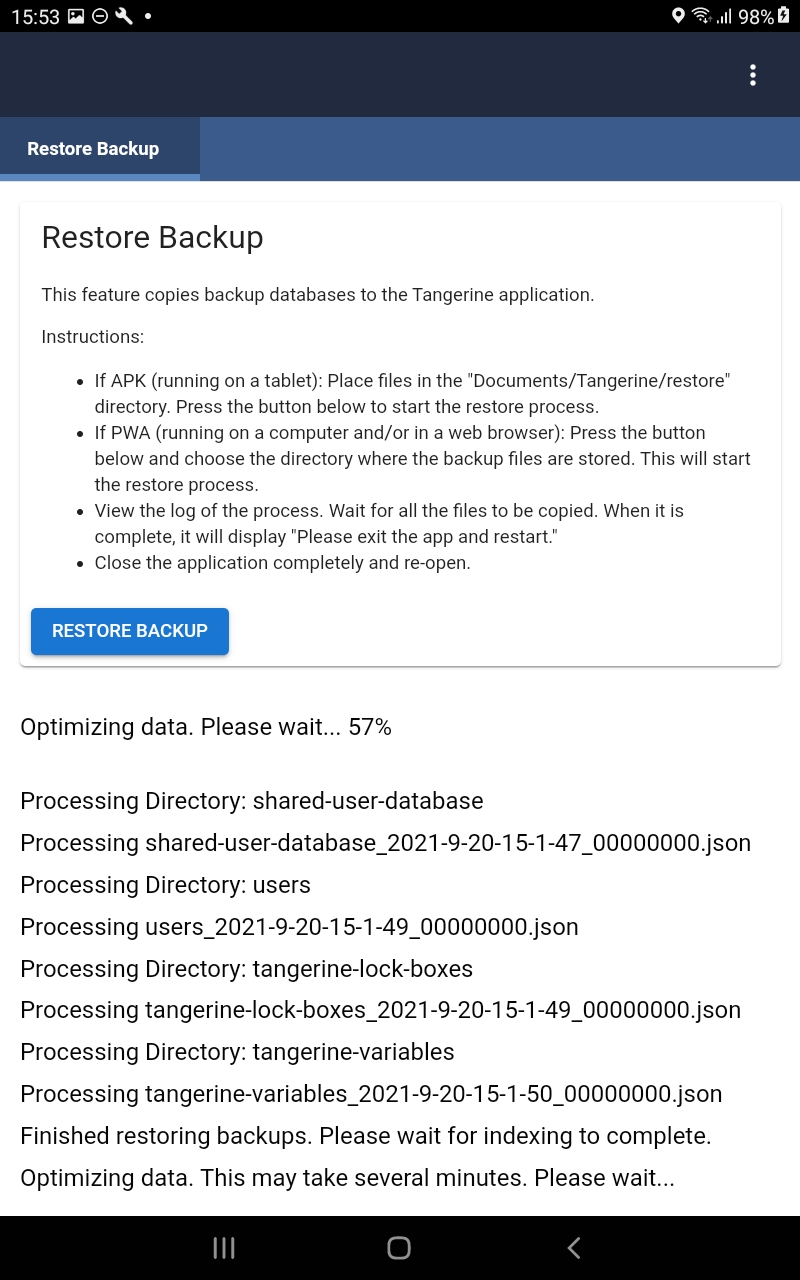 15:53 98%
Restore Backup
Restore Backup
This feature copies backup databases to the Tangerine application.
Instructions:
• If APK (running on a tablet): Place files in the "Documents/Tangerine/restore"
directory. Press the button below to start the restore process.
• If PWA (running on a computer and/or in a web browser): Press the button
below and choose the directory where the backup files are stored. This will start
the restore process.
• View the log of the process. Wait for all the files to be copied. When it is
complete, it will display "Please exit the app and restart."
• Close the application completely and re-open.
RESTORE BACKUP
Optimizing data. Please wait... 57%
Processing Directory: shared-user-database
Processing shared-user-database_2021-9-20-15-1-47_00000000.json
Processing Directory: users
Processing users_2021-9-20-15-1-49_00000000.json
Processing Directory: tangerine-lock-boxes
Processing tangerine-lock-boxes_2021-9-20-15-1-49_00000000.json
Processing Directory: tangerine-variables
Processing tangerine-variables_2021-9-20-15-1-50_00000000.json
Finished restoring backups. Please wait for indexing to complete.
Optimizing data. This may take several minutes. Please wait...